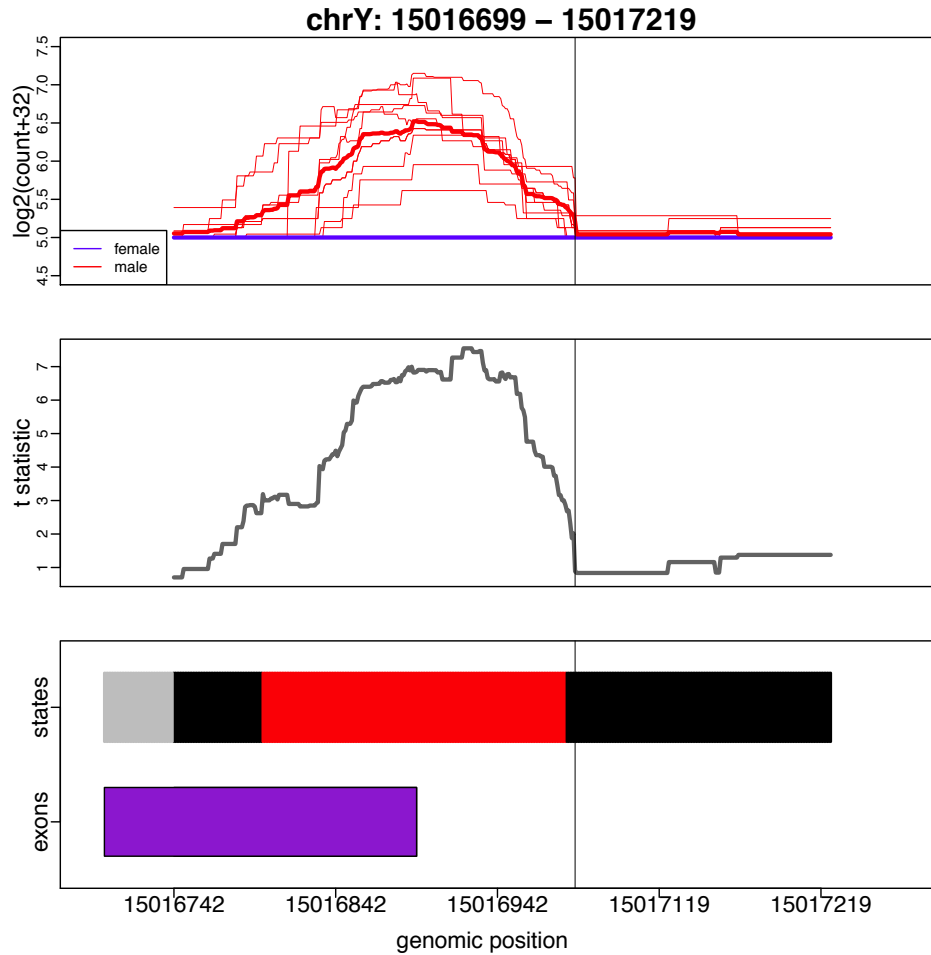 chrY: 15016699 – 15017219
log2(count+32)
7.5
7.0
6.5
6.0
5.5
5.0
4.5
female
male
t statistic
7
6
5
4
3
2
1
states
exons
15016742 15016842 15016942 15017119 15017219
genomic position